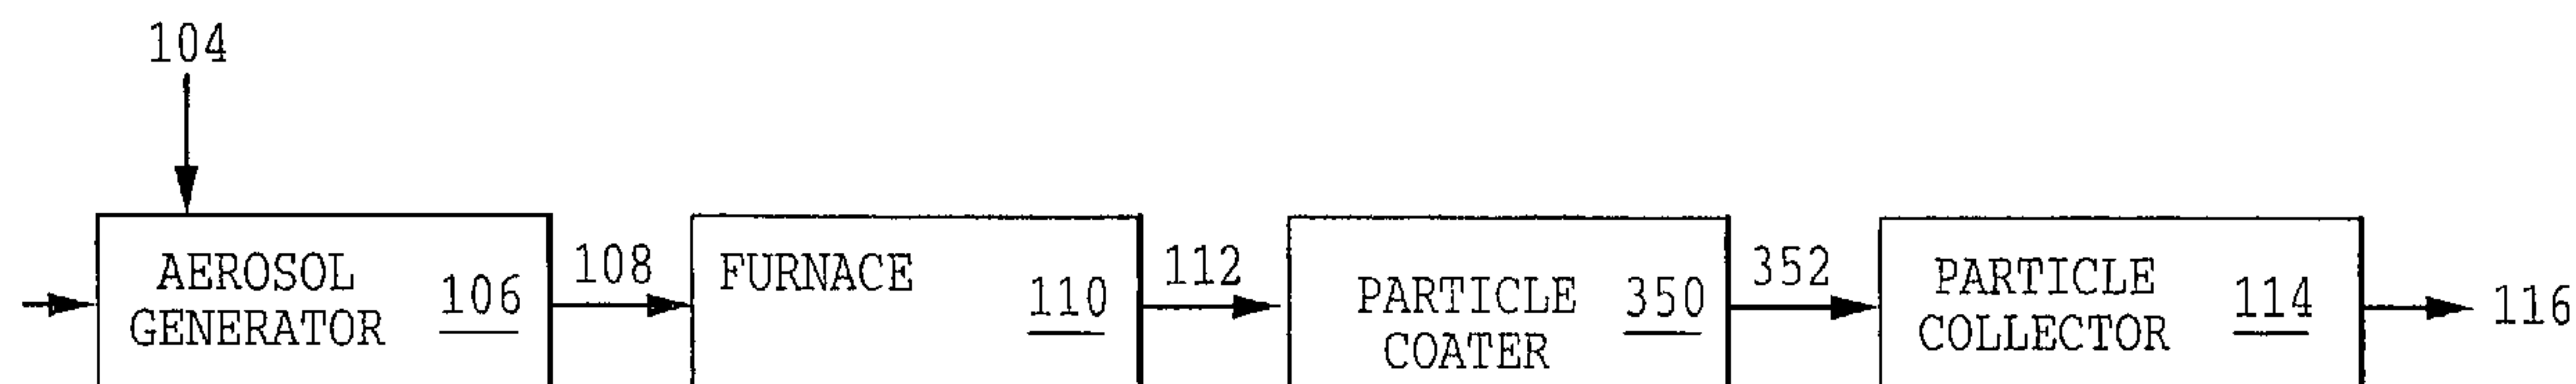 104
AEROSOL
GENERATOR
106
108
FURNACE
110
112
PARTICLE
COATER
350
352
PARTICLE
COLLECTOR
114
116